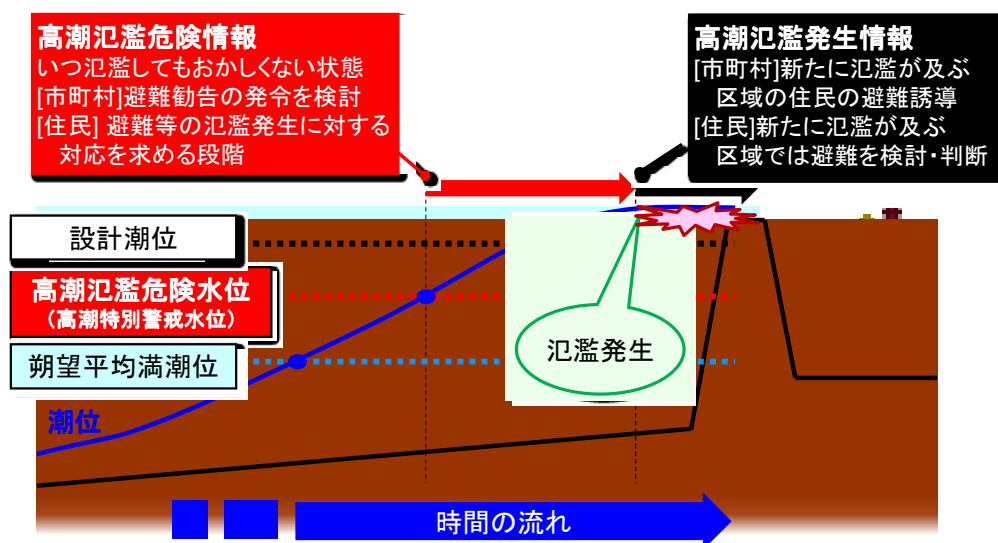 高潮氾濫危険情報
いつ氾濫してもおかしくない状態
[市町村]避難勧告の発令を検討
[住民] 避難等の氾濫発生に対する
対応を求める段階
高潮氾濫発生情報
[市町村]新たに氾濫が及ぶ
区域の住民の避難誘導
[住民]新たに氾濫が及ぶ
区域では避難を検討・判断
設計潮位
高潮氾濫危険水位
(高潮特別警戒水位)
朔望平均満潮位
氾濫発生
潮位
時間の流れ